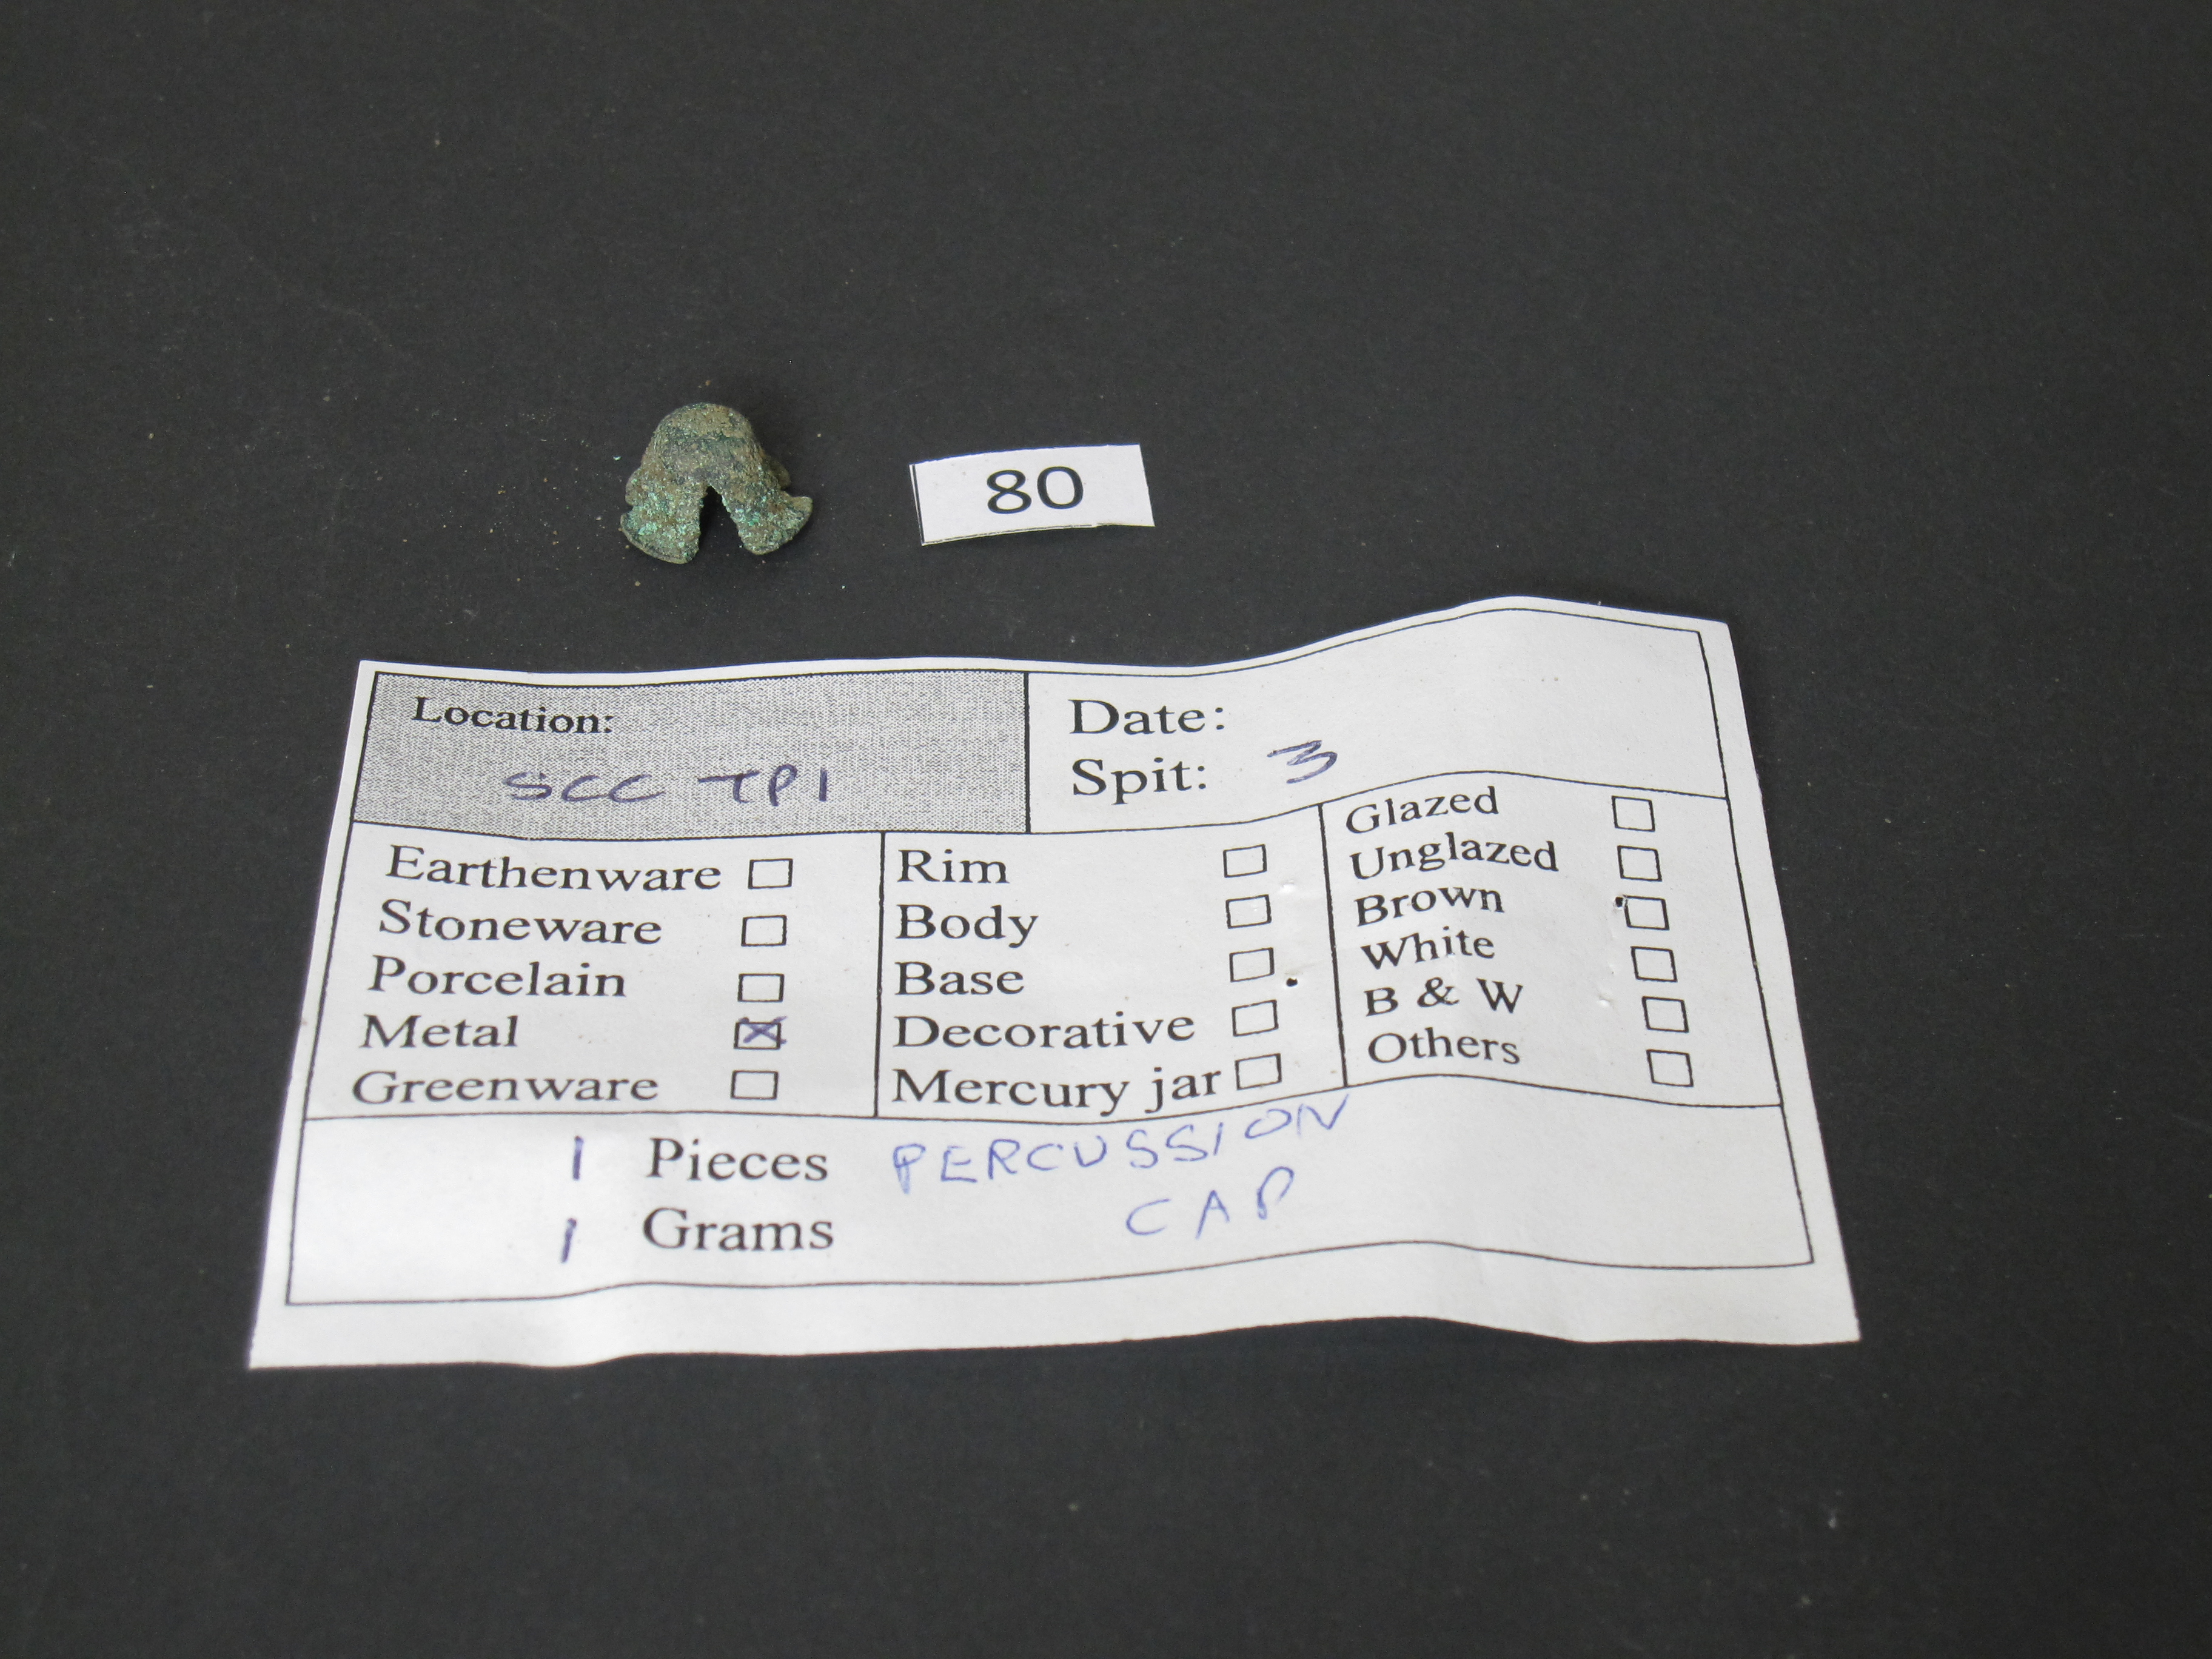 80
Location:
SCC TP1
Date:
Spit: 3
Earthenware
Stoneware
Porcelain
Metal
Greenware
Rim
Body
Base
Decorative
Mercury jar
Glazed
Unglazed
Brown
White
B & W
Others
1 Pieces PERCUSSION
1 Grams CAP